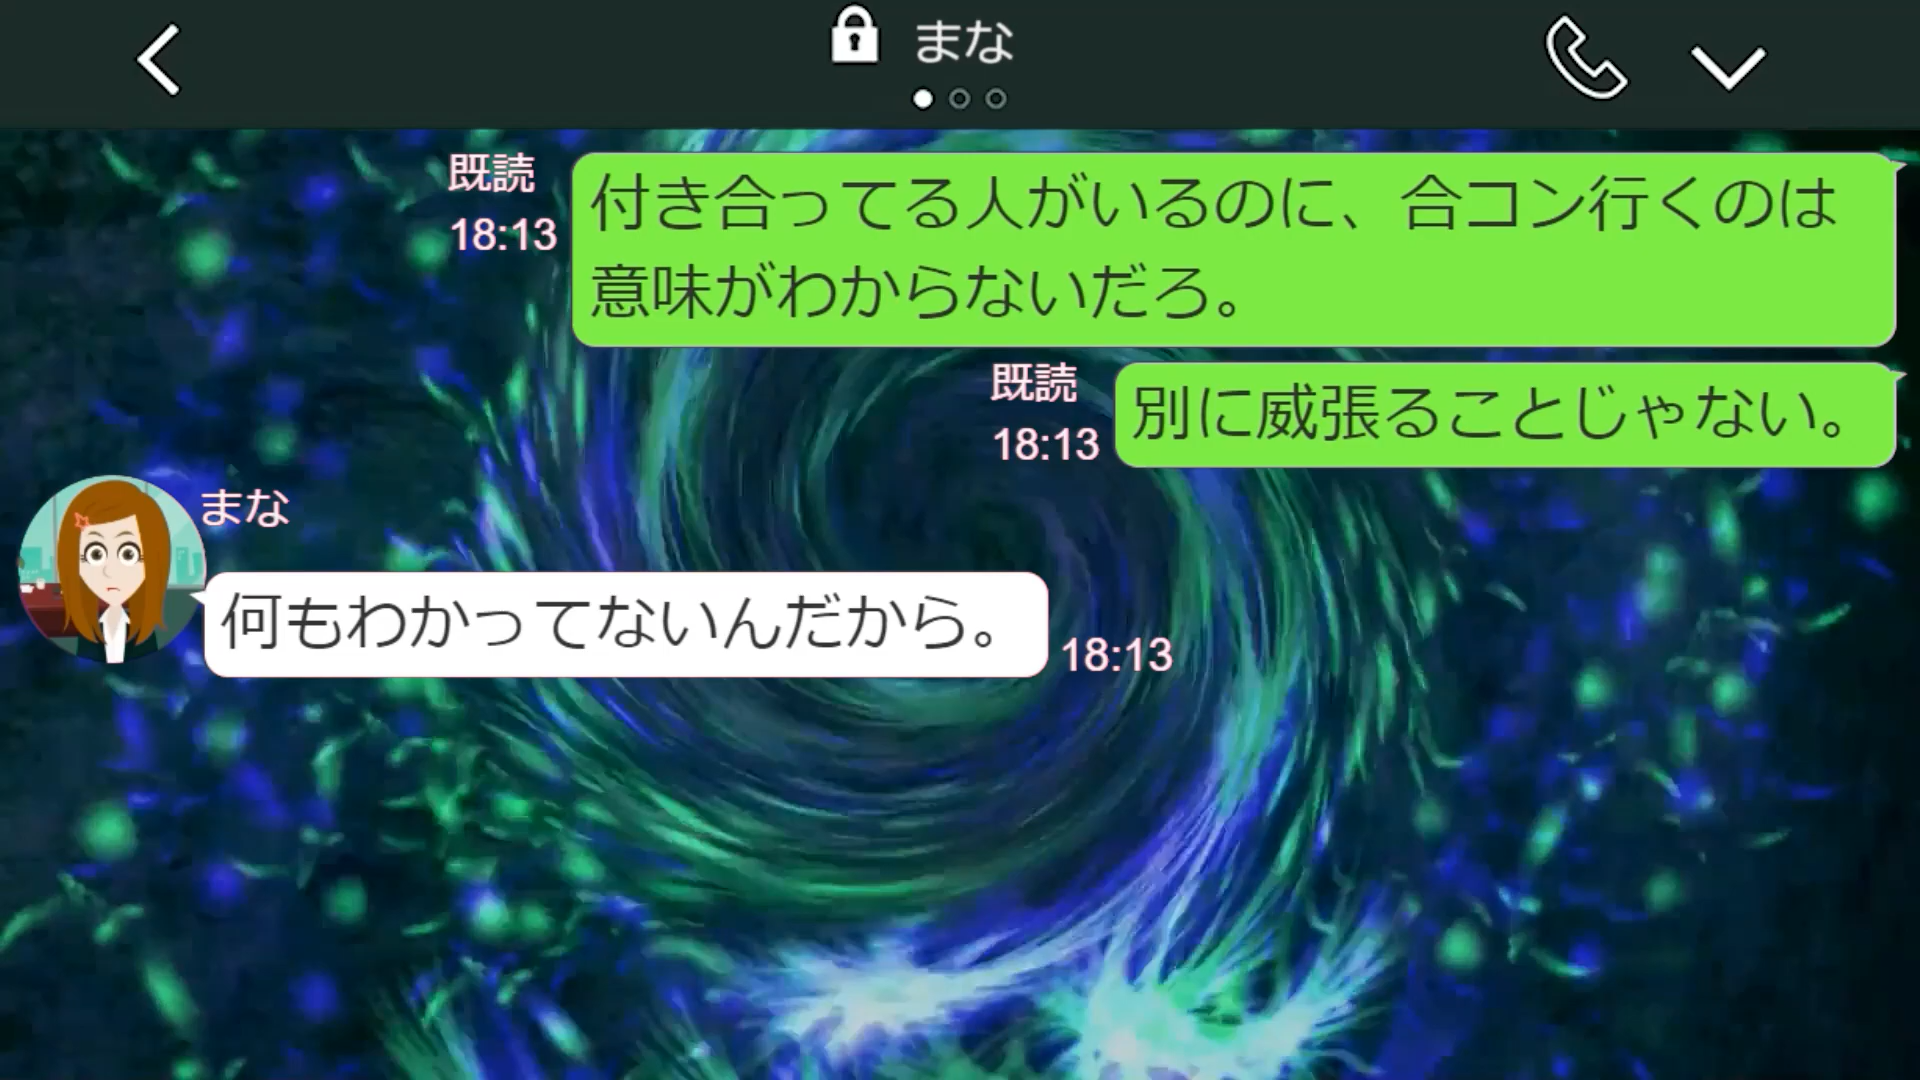 まな
既読
18:13
付き合ってる人がいるのに、合コン行くのは
意味がわからないだろ。
既読
18:13
別に威張ることじゃない。
まな
何もわかってないんだから。
18:13